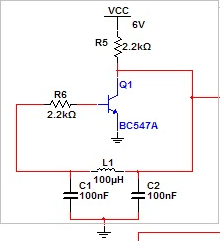 VCC
6V
R5
2.2kΩ
Q1
R6
2.2kΩ
BC547A
L1
100µH
C1
100nF
C2
100nF